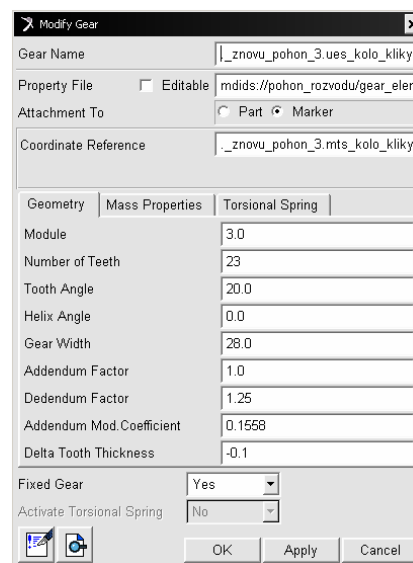 Modify Gear
Gear Name ._znovu_pohon_3.ues_kolo_kliky
Property File Editable mdids://pohon_rozvodu/gear_eler
Attachment To Part Marker
Coordinate Reference ._znovu_pohon_3.mts_kolo_kliky
Geometry Mass Properties Torsional Spring
Module 3.0
Number of Teeth 23
Tooth Angle 20.0
Helix Angle 0.0
Gear Width 28.0
Addendum Factor 1.0
Dedendum Factor 1.25
Addendum Mod.Coefficient 0.1558
Delta Tooth Thickness -0.1
Fixed Gear Yes
Activate Torsional Spring No
OK Apply Cancel